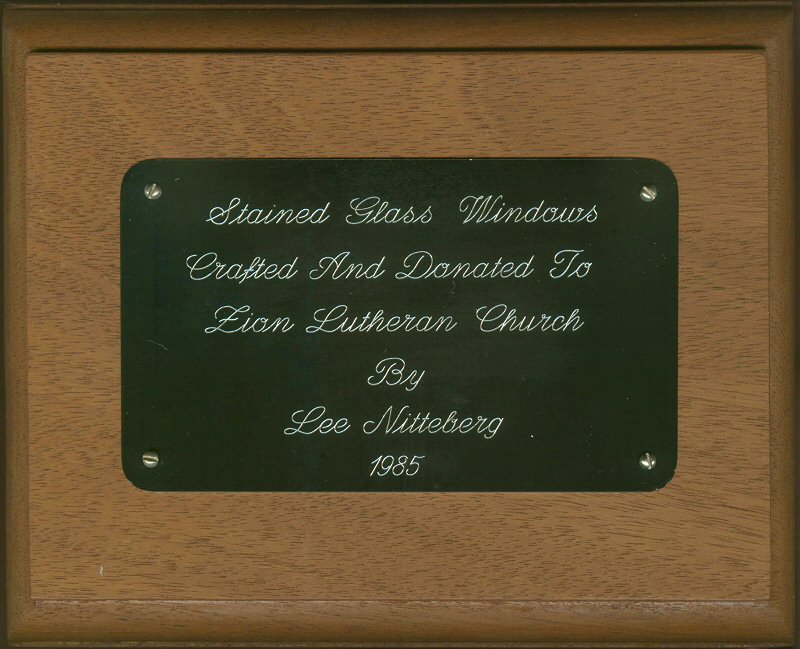 Stained Glass Windows
Crafted And Donated To
Zion Lutheran Church
By
Lee Nitteberg
1985